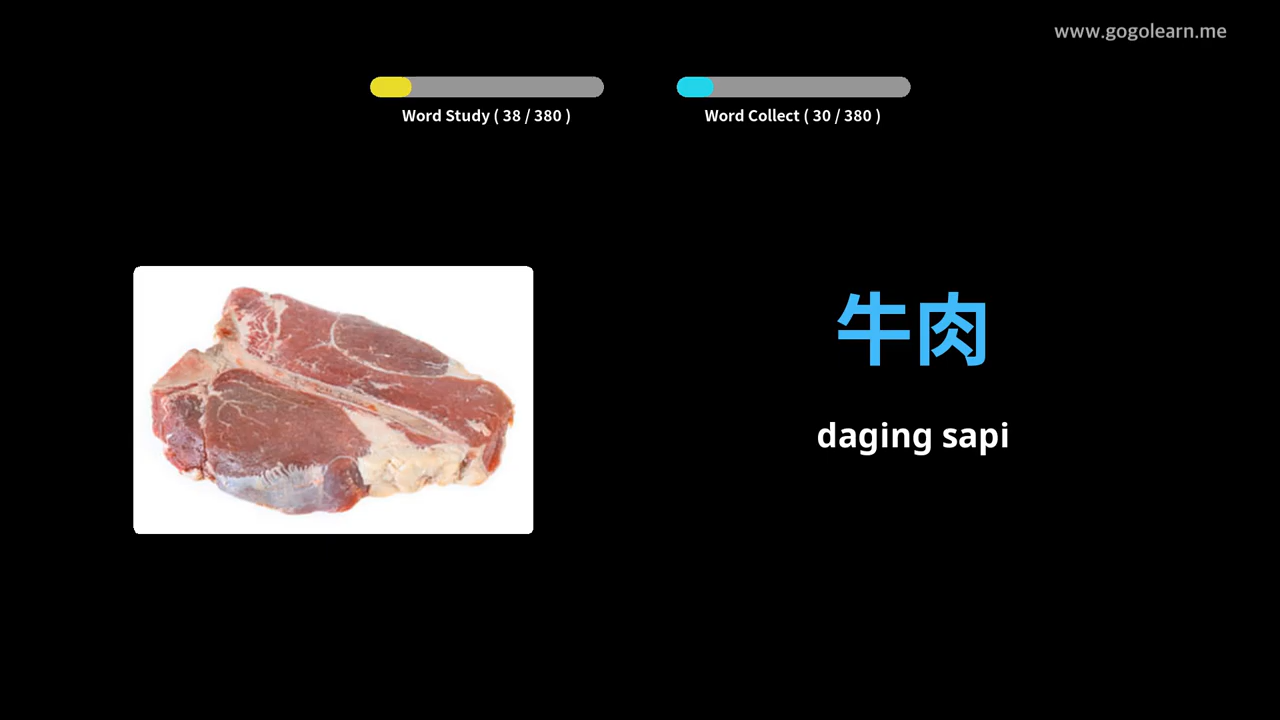 www.gogolearn.me
Word Study ( 38 / 380 )
Word Collect ( 30 / 380 )
牛肉
daging sapi